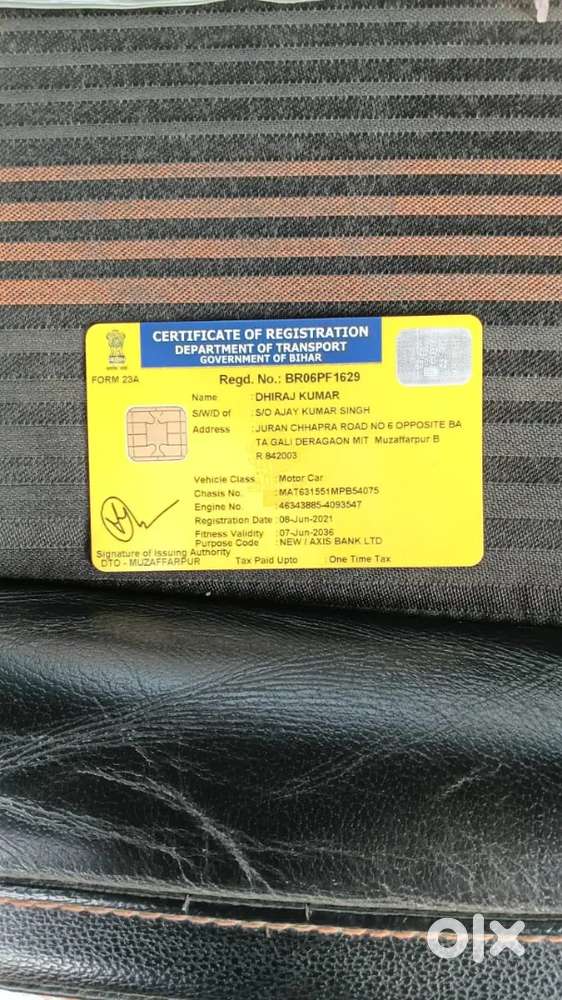 CERTIFICATE OF REGISTRATION
DEPARTMENT OF TRANSPORT
GOVERNMENT OF BIHAR
FORM 23A
Regd. No.: BR06PF1629
Name : DHIRAJ KUMAR
S/W/D of : S/O AJAY KUMAR SINGH
Address : JURAN CHHAPRA ROAD NO 6 OPPOSITE BA
TA GALI DERAGAON MIT Muzaffarpur B
R 842003
Vehicle Class : Motor Car
Chasis No. : MAT631551MPB54075
Engine No. : 46343885-4093547
Registration Date : 08-Jun-2021
Fitness Validity : 07-Jun-2036
Purpose Code : NEW / AXIS BANK LTD
Signature of Issuing Authority
DTO - MUZAFFARPUR Tax Paid Upto : One Time Tax
olx